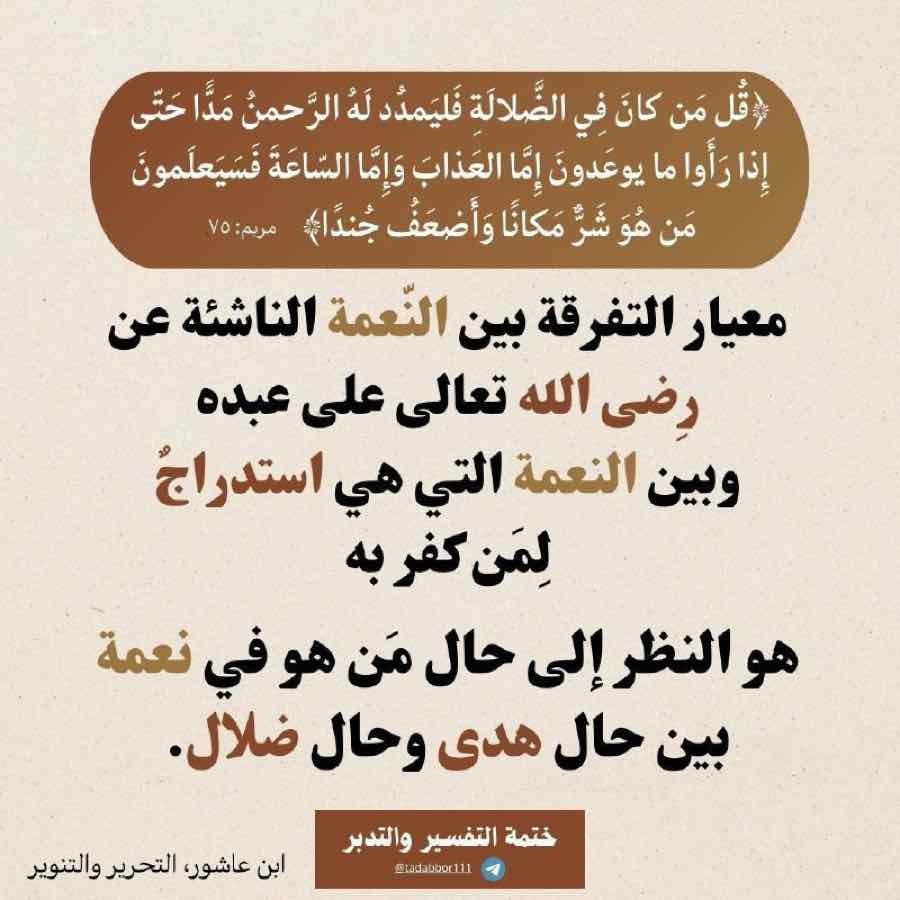 ﴿قُل مَن كانَ فِي الضَّلالَةِ فَليَمدُد لَهُ الرَّحمنُ مَدًّا حَتّى
إِذا رَأَوا ما يوعَدونَ إِمَّا العَذابَ وَإِمَّا السّاعَةَ فَسَيَعلَمونَ
مَن هُوَ شَرٌّ مَكانًا وَأَضعَفُ جُندًا﴾ مريم: ٧٥
معيار التفرقة بين النّعمة الناشئة عن
رِضى الله تعالى على عبده
وبين النعمة التي هي استدراجٌ
لِمَن كفر به
هو النظر إلى حال مَن هو في نعمة
بين حال هدى وحال ضلال.
ختمة التفسير والتدبر
@tadabbor111
ابن عاشور، التحرير والتنوير